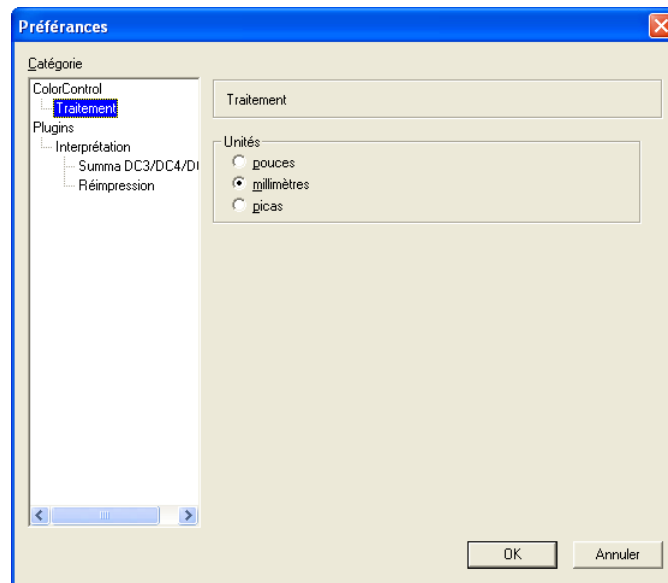 Préférances
Catégorie
ColorControl
Traitement
Plugins
Interprétation
Summa DC3/DC4/D
Réimpression
Traitement
Unités
pouces
millimètres
picas
OK
Annuler